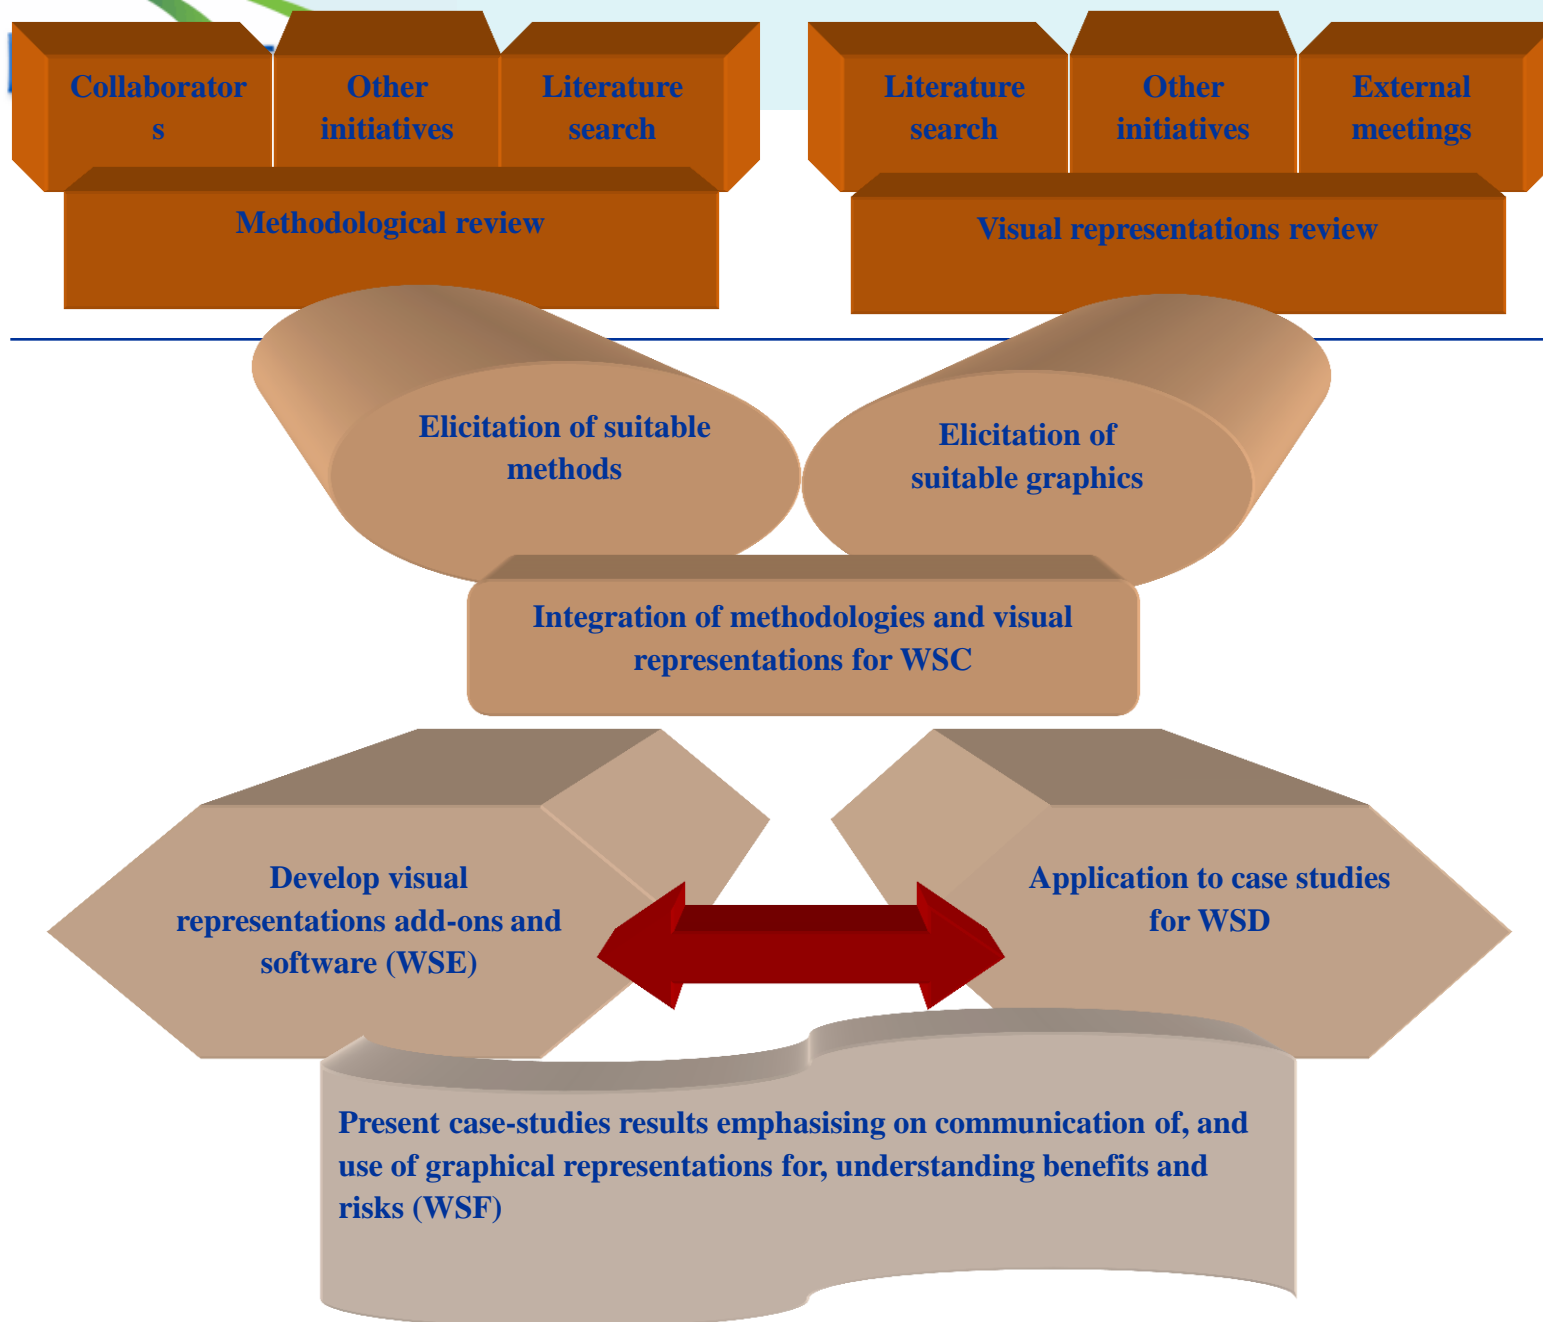 Collaborator
s
Other
initiatives
Literature
search
Literature
search
Other
initiatives
External
meetings
Methodological review
Visual representations review
Elicitation of suitable
methods
Elicitation of
suitable graphics
Integration of methodologies and visual
representations for WSC
Develop visual
representations add-ons and
software (WSE)
Application to case studies
for WSD
Present case-studies results emphasising on communication of, and
use of graphical representations for, understanding benefits and
risks (WSF)